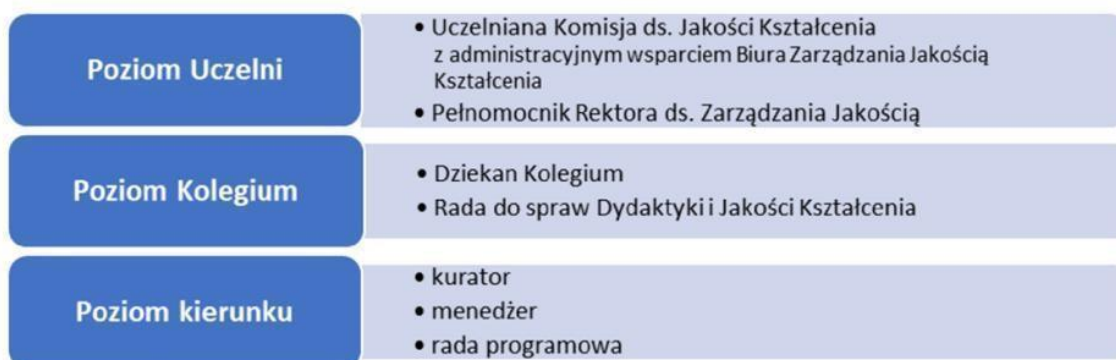 Poziom Uczelni
• Uczelniana Komisja ds. Jakości Kształcenia
z administracyjnym wsparciem Biura Zarządzania Jakością
Kształcenia
• Pełnomocnik Rektora ds. Zarządzania Jakością
Poziom Kolegium
• Dziekan Kolegium
• Rada do spraw Dydaktyki i Jakości Kształcenia
Poziom kierunku
• kurator
• menedżer
• rada programowa